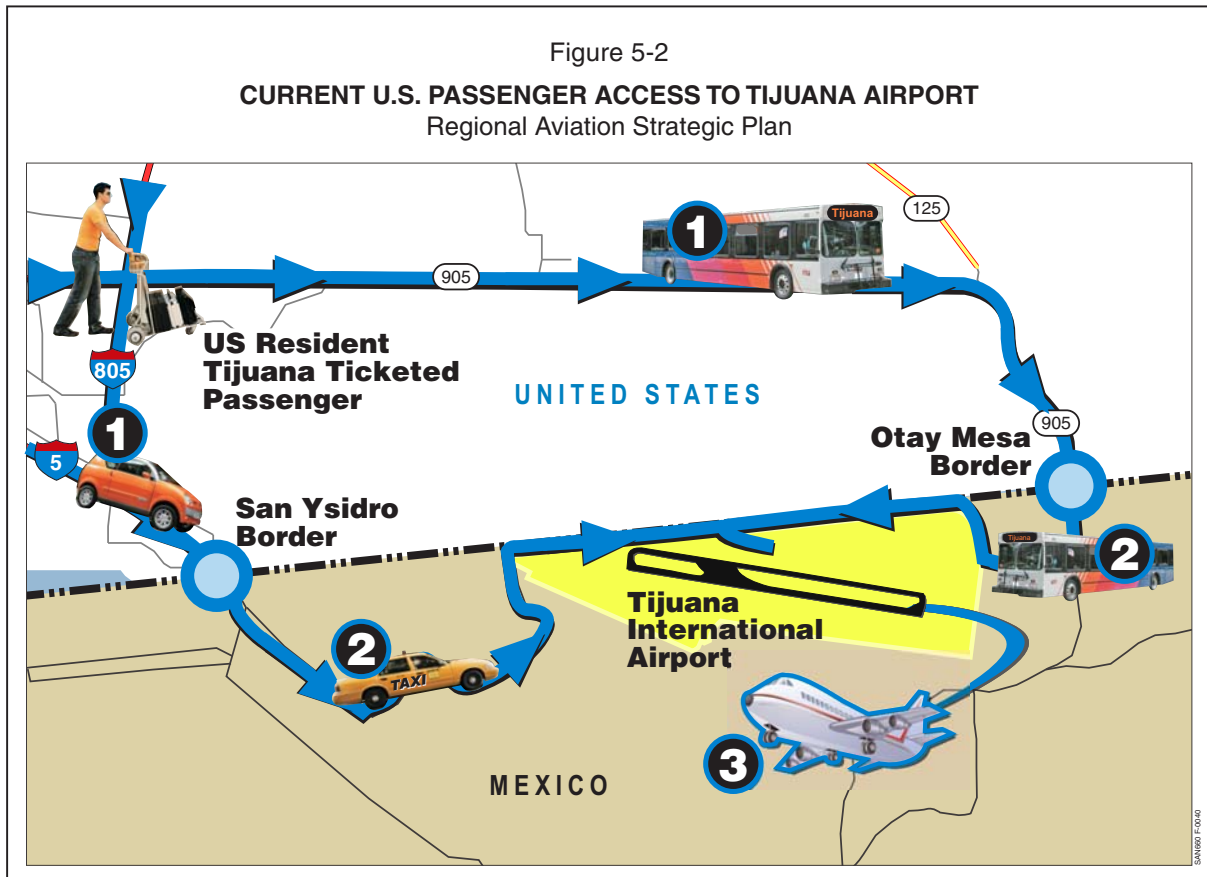 Figure 5-2
CURRENT U.S. PASSENGER ACCESS TO TIJUANA AIRPORT
Regional Aviation Strategic Plan
1
Tijuana
125
905
US Resident
Tijuana Ticketed
Passenger
805
UNITED STATES
1
5
905
Otay Mesa
Border
San Ysidro
Border
Tijuana
2
Tijuana
International
Airport
2
TAXI
3
MEXICO
SAN660 F-0040